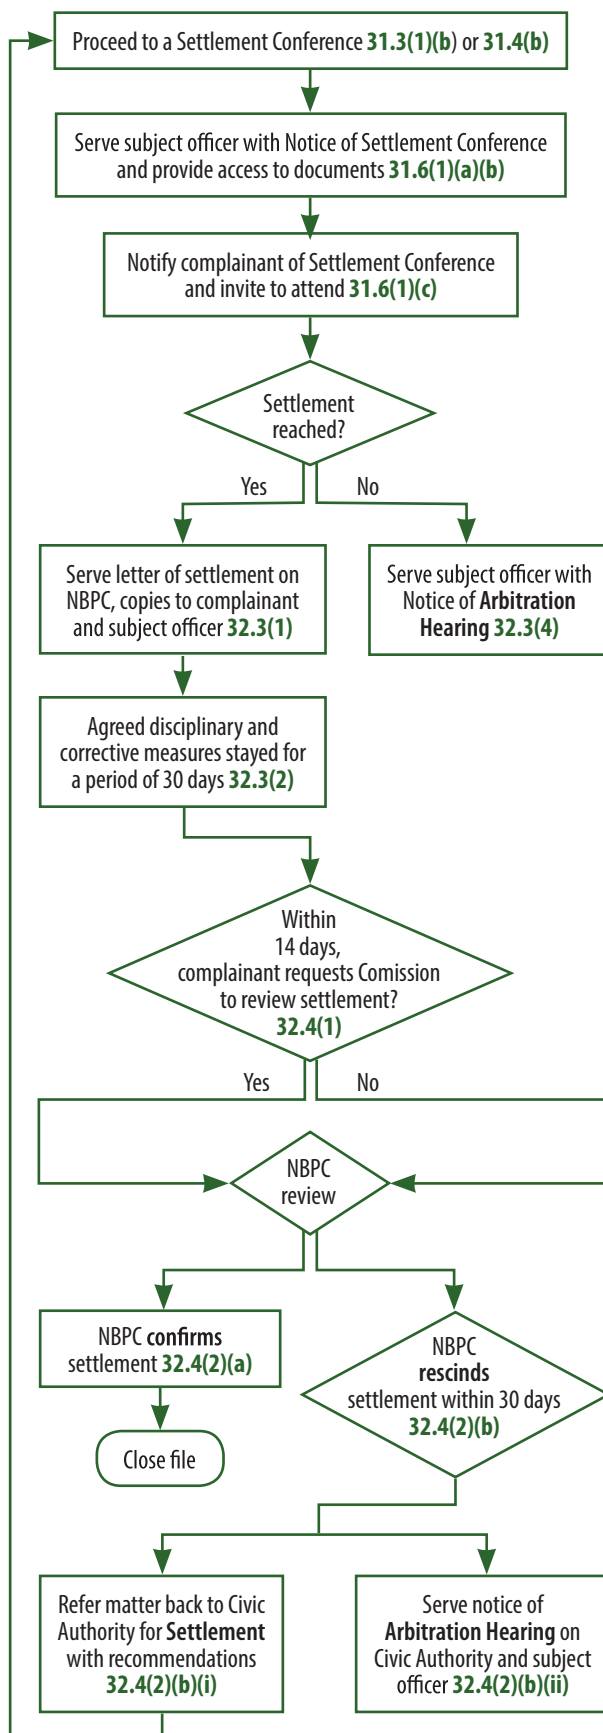 Proceed to a Settlement Conference 31.3(1)(b) or 31.4(b)
Serve subject officer with Notice of Settlement Conference
and provide access to documents 31.6(1)(a)(b)
Notify complainant of Settlement Conference
and invite to attend 31.6(1)(c)
Settlement
reached?
Yes
No
Serve letter of settlement on
NBPC, copies to complainant
and subject officer 32.3(1)
Serve subject officer with
Notice of Arbitration
Hearing 32.3(4)
Agreed disciplinary and
corrective measures stayed for
a period of 30 days 32.3(2)
Within
14 days,
complainant requests Comission
to review settlement?
32.4(1)
Yes
No
NBPC
review
NBPC confirms
settlement 32.4(2)(a)
NBPC
rescinds
settlement within 30 days
32.4(2)(b)
Close file
Refer matter back to Civic
Authority for Settlement
with recommendations
32.4(2)(b)(i)
Serve notice of
Arbitration Hearing on
Civic Authority and subject
officer 32.4(2)(b)(ii)